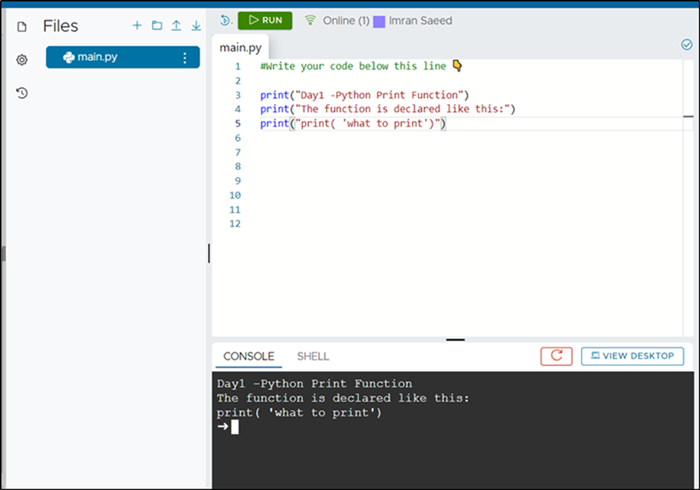 Files
main.py
RUN
Online (1) Imran Saeed
main.py
1 #Write your code below this line 👇
2
3 print("Day1 -Python Print Function")
4 print("The function is declared like this:")
5 print("print( 'what to print')")
6
7
8
9
10
11
12
CONSOLE SHELL
VIEW DESKTOP
Day1 -Python Print Function
The function is declared like this:
print( 'what to print')
➜